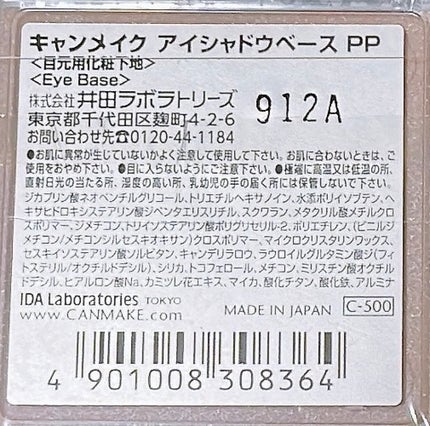 キャンメイク アイシャドウベース PP
<目元用化粧下地>
<Eye Base>
株式会社 井田ラボラトリーズ
912A
東京都千代田区麹町4-2-6
お問い合わせ先☎0120-44-1184
●お肌に異常が生じていないかよく注意して使用して下さい。お肌に合わないときは、ご
使用をおやめ下さい。●目に入らないようにご注意下さい。●極端に高温又は低温の所、
直射日光の当たる所、湿度の高い所、乳幼児の手の届く所には保管しないで下さい。
ジカプリン酸ネオペンチルグリコール、トリエチルヘキサノイン、水添ポリイソブテン、ヘ
キサヒドロキシステアリン酸ジペンタエリスリチル、スクワラン、メタクリル酸メチルクロ
スポリマー、ジメチコン、トリイソステアリン酸ポリグリセリル-2、ポリエチレン、(ビニルジ
メチコン/メチコンシルセスキオキサン)クロスポリマー、マイクロクリスタリンワックス、
セスキイソステアリン酸ソルビタン、キャンデリラロウ、ラウロイルグルタミン酸ジ(フィ
トステリル/オクチルドデシル)、シリカ、トコフェロール、メチコン、ミリスチン酸オクチル
ドデシル、ヒアルロン酸Na、カミツレ花エキス、マイカ、酸化チタン、酸化鉄、アルミナ
IDA Laboratories TOKYO
www.CANMAKE.com
MADE IN JAPAN
C-500
4 901008 308364